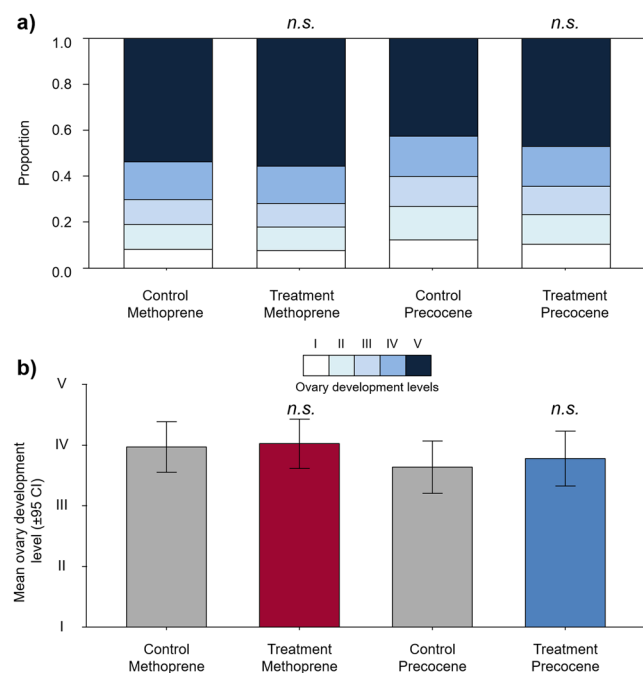 a)
n.s.
n.s.
1.0
0.8
0.6
0.4
0.2
0.0
Proportion
Control
Methoprene
Treatment
Methoprene
Control
Precocene
Treatment
Precocene
I II III IV V
Ovary development levels
b)
n.s.
n.s.
V
IV
III
II
I
Mean ovary development
level (±95 CI)
Control
Methoprene
Treatment
Methoprene
Control
Precocene
Treatment
Precocene